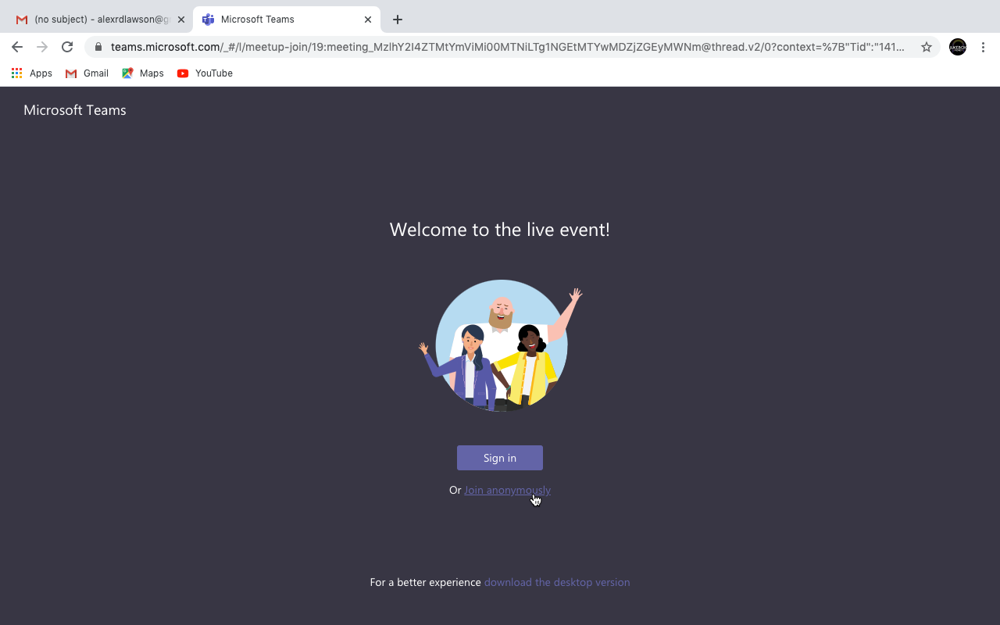 (no subject) - alexrdlawson@g
Microsoft Teams
teams.microsoft.com/_#/l/meetup-join/19:meeting_MzlhY2I4ZTMtYmViMi00MTNiLTg1NGEtMTYwMDZjZGEyMWNm@thread.v2/0?context=%7B"Tid":"141...
Apps Gmail Maps YouTube
Microsoft Teams
Welcome to the live event!
Sign in
Or Join anonymously
For a better experience download the desktop version